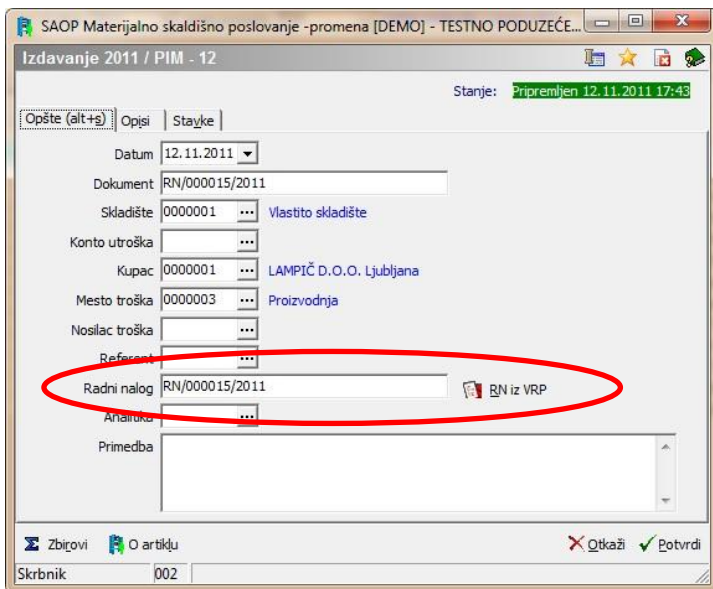 SAOP Materijalno skaldišno poslovanje -promena [DEMO] - TESTNO PODUZEĆE...
Izdavanje 2011 / PIM - 12
Stanje: Pripremljen 12.11.2011 17:43
Opšte (alt+s) Opisi Stavke
Datum 12.11.2011
Dokument RN/000015/2011
Skladište 0000001 ... Vlastito skladište
Konto utroška ...
Kupac 0000001 ... LAMPIČ D.O.O. Ljubljana
Mesto troška 0000003 ... Proizvodnja
Nosilac troška ...
Referent ...
Radni nalog RN/000015/2011 RN iz VRP
Analitika ...
Primedba
Σ Zbirovi O artiklu Otkaži Potvrdi
Skrbnik 002